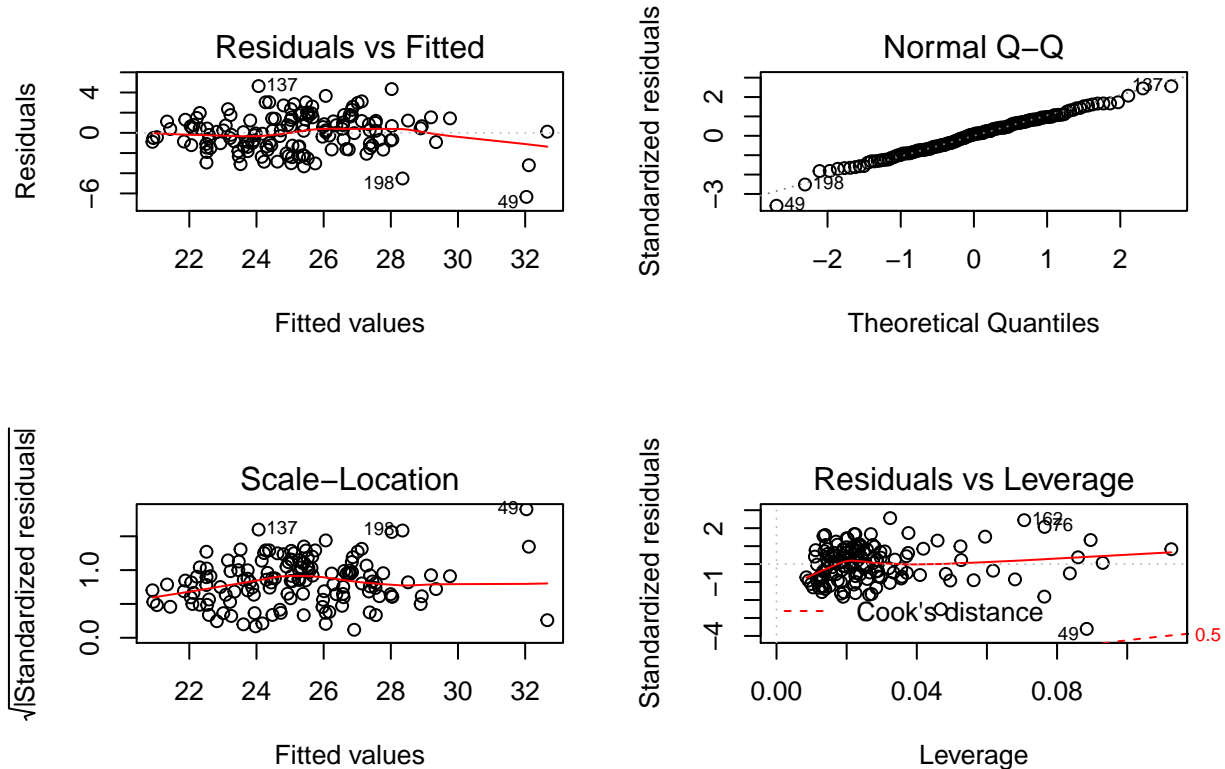 Residuals vs Fitted
Residuals
4
0
−6
137
198
49
22 24 26 28 30 32
Fitted values
Normal Q−Q
Standardized residuals
2
0
−3
137
198
49
−2 −1 0 1 2
Theoretical Quantiles
Scale−Location
√|Standardized residuals|
1.0
0.0
137
198
49
22 24 26 28 30 32
Fitted values
Residuals vs Leverage
Standardized residuals
2
−1
−4
162
76
Cook's distance
49
0.5
0.00 0.04 0.08
Leverage